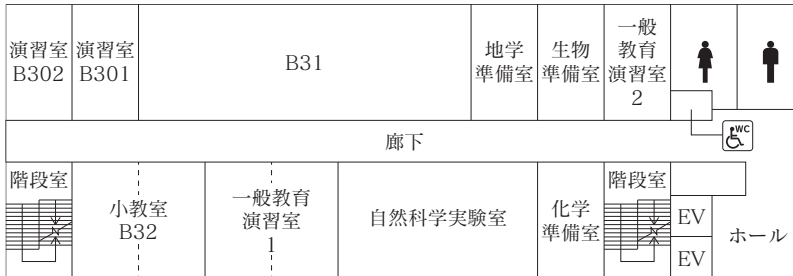 演習室
B302
演習室
B301
B31
地学
準備室
生物
準備室
一般
教育
演習室
2
廊下
WC
階段室
小教室
B32
一般教育
演習室
1
自然科学実験室
化学
準備室
階段室
EV
EV
ホール